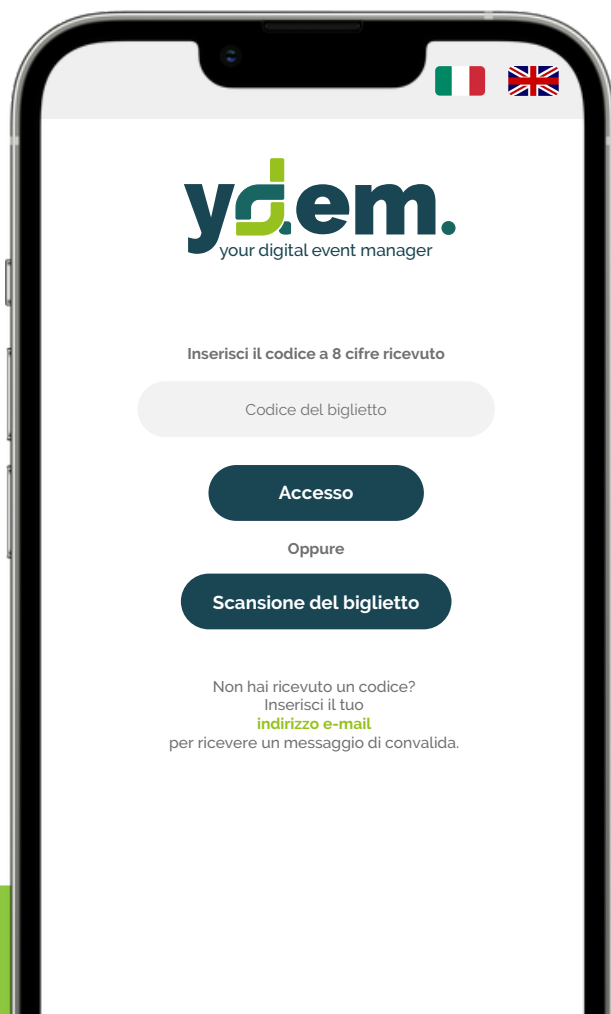 ydem.
your digital event manager
Inserisci il codice a 8 cifre ricevuto
Codice del biglietto
Accesso
Oppure
Scansione del biglietto
Non hai ricevuto un codice?
Inserisci il tuo
indirizzo e-mail
per ricevere un messaggio di convalida.